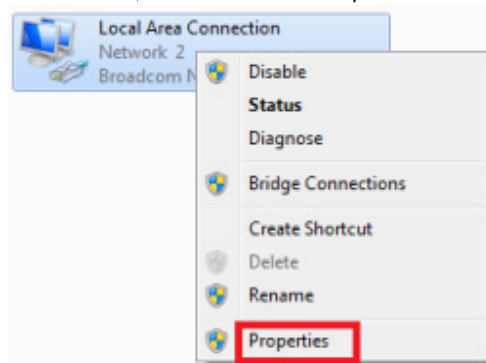 Local Area Connection
Network 2
Broadcom N
Disable
Status
Diagnose
Bridge Connections
Create Shortcut
Delete
Rename
Properties